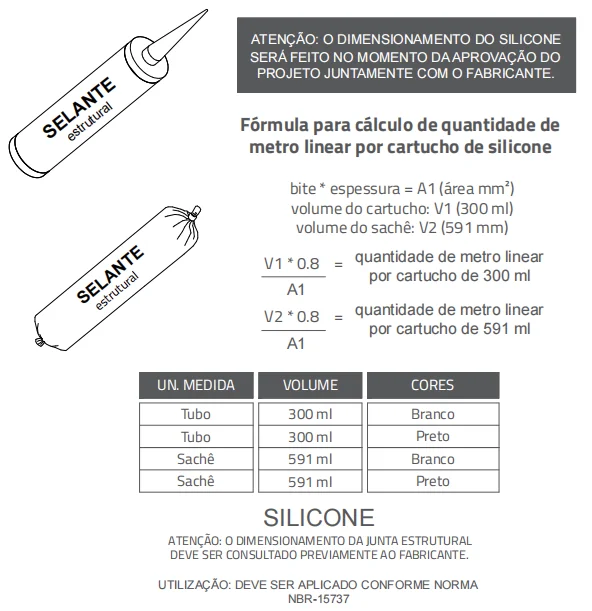 SELANTE
estrutural
ATENÇÃO: O DIMENSIONAMENTO DO SILICONE
SERÁ FEITO NO MOMENTO DA APROVAÇÃO DO
PROJETO JUNTAMENTE COM O FABRICANTE.
Fórmula para cálculo de quantidade de
metro linear por cartucho de silicone
bite * espessura = A1 (área mm²)
volume do cartucho: V1 (300 ml)
volume do sachê: V2 (591 mm)
SELANTE
estrutural
V1 * 0.8 = quantidade de metro linear
A1 por cartucho de 300 ml
V2 * 0.8 = quantidade de metro linear
A1 por cartucho de 591 ml
UN. MEDIDA VOLUME CORES
Tubo 300 ml Branco
Tubo 300 ml Preto
Sachê 591 ml Branco
Sachê 591 ml Preto
SILICONE
ATENÇÃO: O DIMENSIONAMENTO DA JUNTA ESTRUTURAL
DEVE SER CONSULTADO PREVIAMENTE AO FABRICANTE.
UTILIZAÇÃO: DEVE SER APLICADO CONFORME NORMA
NBR-15737